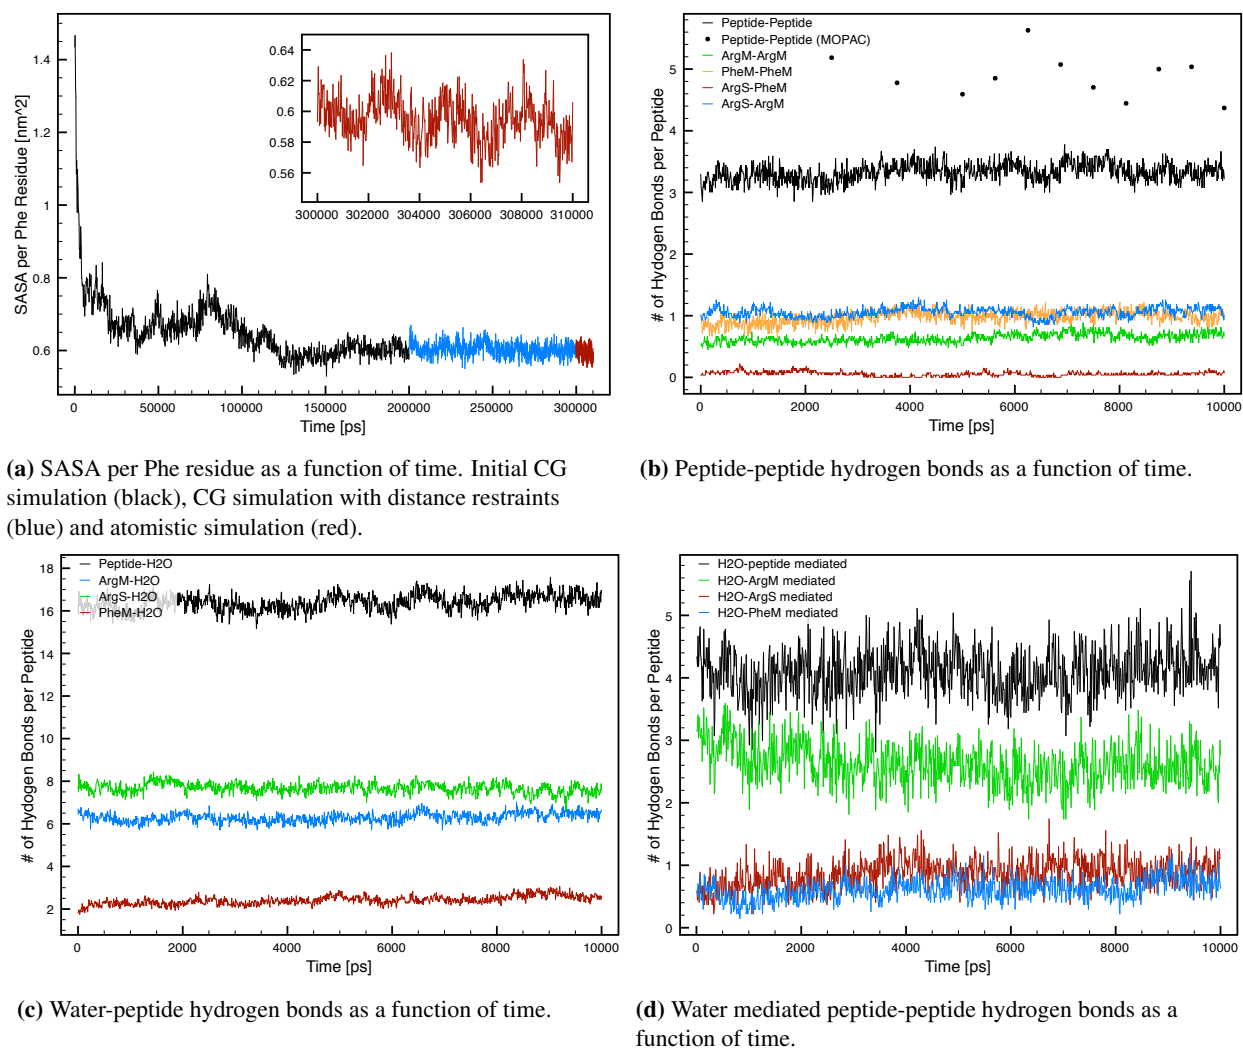 1.4
1.2
1
0.8
0.6
SASA per Phe Residue [nm^2]
0.64
0.62
0.6
0.58
0.56
300000 302000 304000 306000 308000 310000
0 50000 100000 150000 200000 250000 300000
Time [ps]
(a) SASA per Phe residue as a function of time. Initial CG
simulation (black), CG simulation with distance restraints
(blue) and atomistic simulation (red).
Peptide-Peptide
Peptide-Peptide (MOPAC)
ArgM-ArgM
PheM-PheM
ArgS-PheM
ArgS-ArgM
5
4
3
2
1
0
# of Hydogen Bonds per Peptide
0 2000 4000 6000 8000 10000
Time [ps]
(b) Peptide-peptide hydrogen bonds as a function of time.
Peptide-H2O
ArgM-H2O
ArgS-H2O
PheM-H2O
18
16
14
12
10
8
6
4
2
# of Hydrogen Bonds per Peptide
0 2000 4000 6000 8000 10000
Time [ps]
(c) Water-peptide hydrogen bonds as a function of time.
H2O-peptide mediated
H2O-ArgM mediated
H2O-ArgS mediated
H2O-PheM mediated
5
4
3
2
1
0
# of Hydrogen Bonds per Peptide
0 2000 4000 6000 8000 10000
Time [ps]
(d) Water mediated peptide-peptide hydrogen bonds as a
function of time.